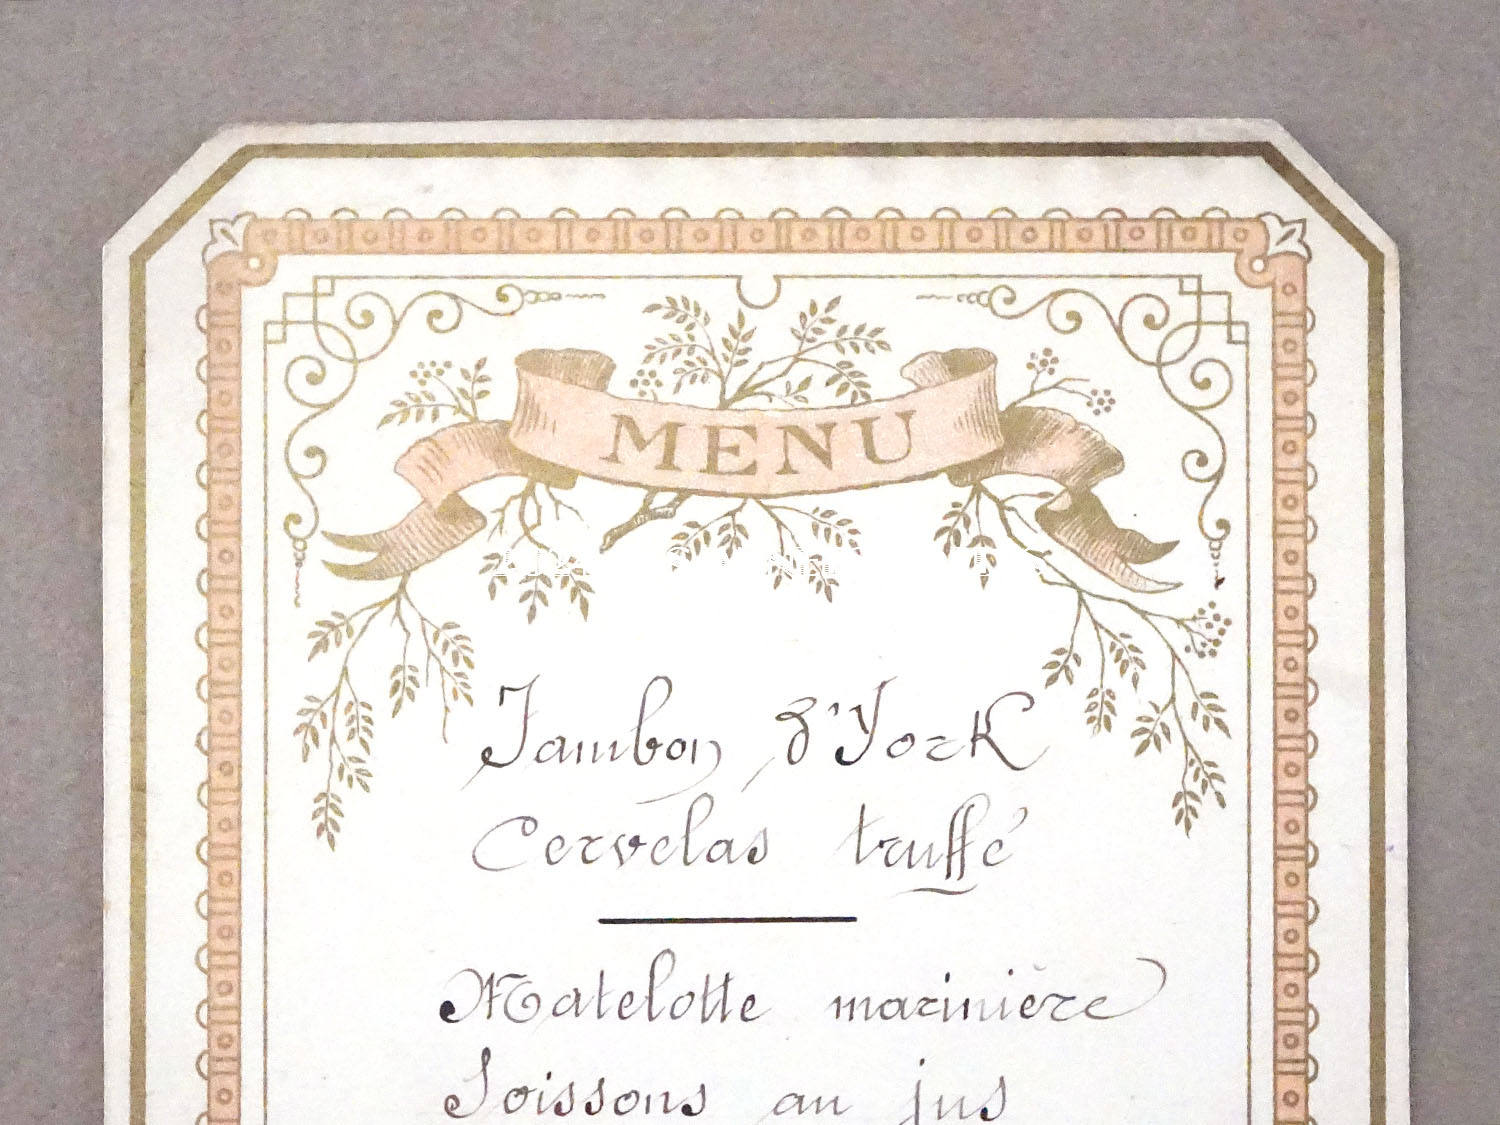 MENU
Jambon d'York
Cervelas truffé
Matelotte marinière
Soissons au jus